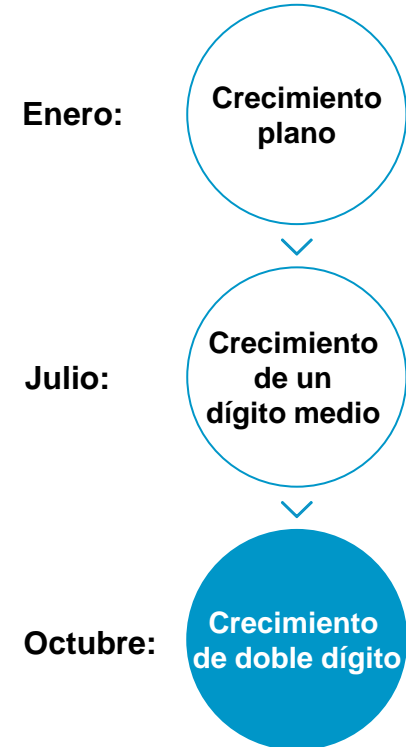 Enero:
Crecimiento
plano
Julio:
Crecimiento
de un
dígito medio
Octubre:
Crecimiento
de doble dígito